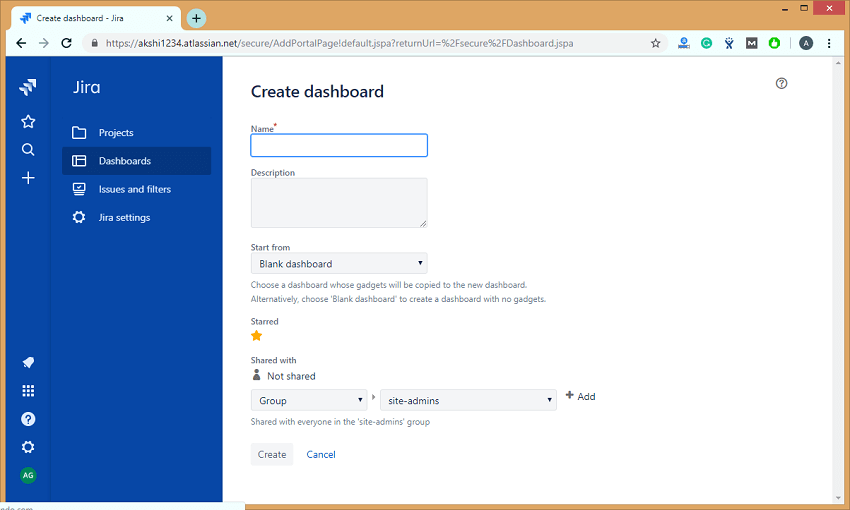 Create dashboard - Jira
https://akshi1234.atlassian.net/secure/AddPortalPage!default.jspa?returnUrl=%2Fsecure%2FDashboard.jspa
M
A
Jira
Projects
Dashboards
Issues and filters
Jira settings
AG
Create dashboard
Name*
Description
Start from
Blank dashboard
Choose a dashboard whose gadgets will be copied to the new dashboard.
Alternatively, choose 'Blank dashboard' to create a dashboard with no gadgets.
Starred
Shared with
Not shared
Group
site-admins
Add
Shared with everyone in the 'site-admins' group
Create
Cancel